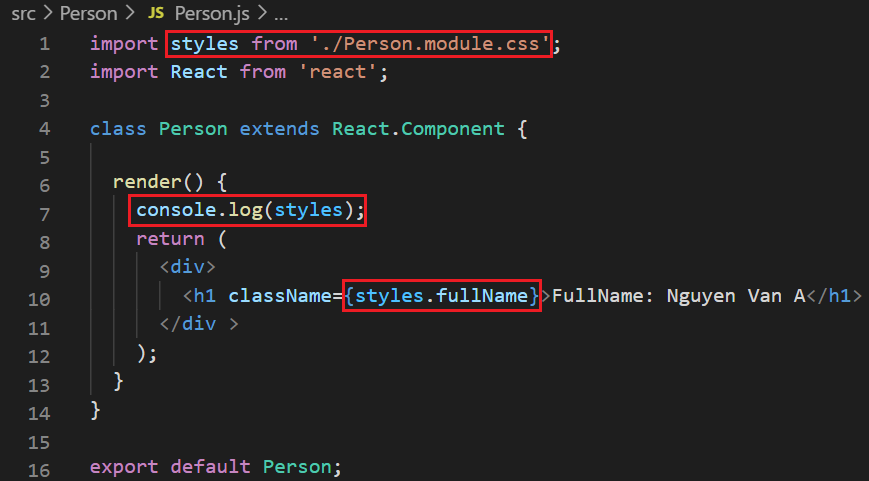 src > Person > JS Person.js > ...
1 import styles from './Person.module.css';
2 import React from 'react';
3
4 class Person extends React.Component {
5
6 render() {
7 console.log(styles);
8 return (
9 <div>
10 <h1 className={styles.fullName}>FullName: Nguyen Van A</h1>
11 </div >
12 );
13 }
14 }
15
16 export default Person;